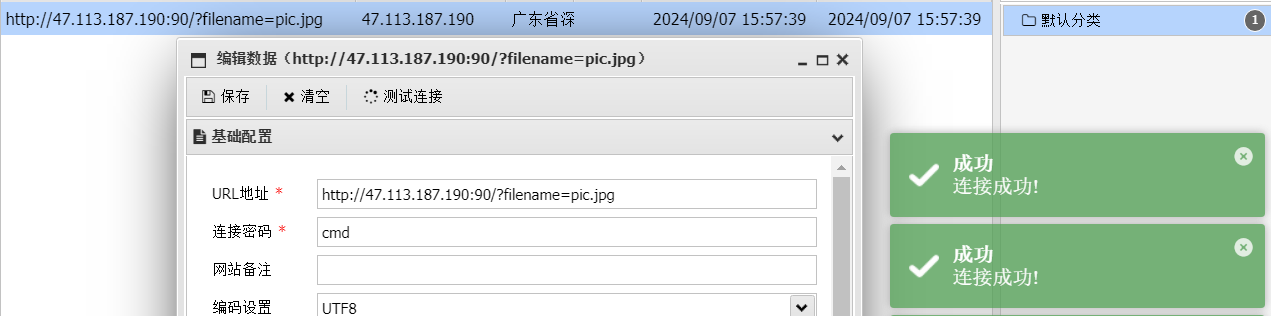 http://47.113.187.190:90/?filename=pic.jpg 47.113.187.190 广东省深 2024/09/07 15:57:39 2024/09/07 15:57:39
默认分类 1
编辑数据（http://47.113.187.190:90/?filename=pic.jpg）
保存 清空 测试连接
基础配置
URL地址 * http://47.113.187.190:90/?filename=pic.jpg
连接密码 * cmd
网站备注
编码设置 UTF8
成功
连接成功!
成功
连接成功!